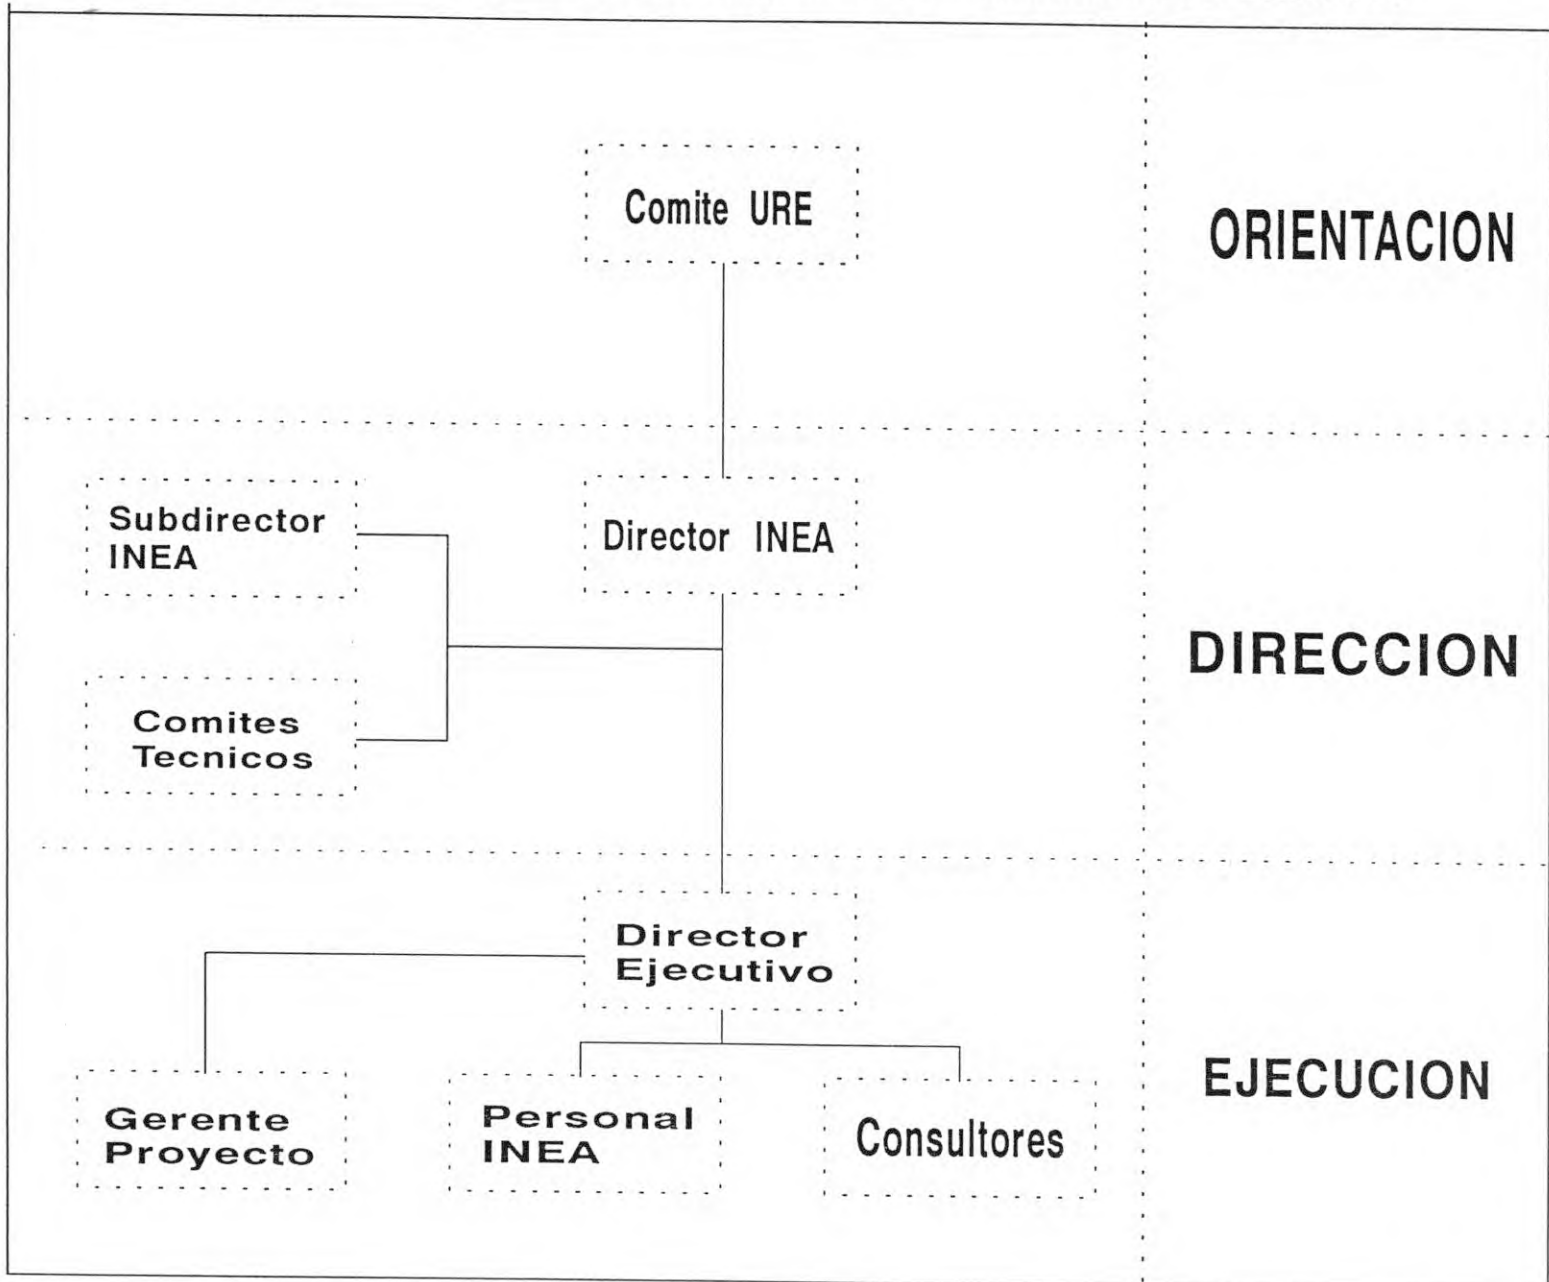 Comite URE
ORIENTACION
Subdirector
INEA
Director INEA
Comites
Tecnicos
DIRECCION
Director
Ejecutivo
Gerente
Proyecto
Personal
INEA
Consultores
EJECUCION